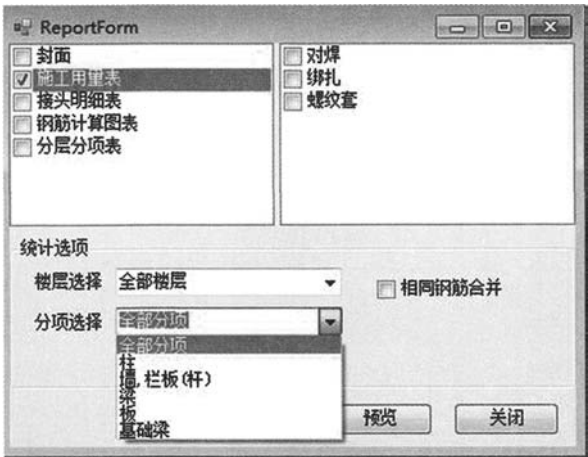 ReportForm
封面
施工用量表
接头明细表
钢筋计算图表
分层分项表
对焊
绑扎
螺纹套
统计选项
楼层选择 全部楼层
相同钢筋合并
分项选择 全部分项
全部分项
柱
墙,栏板(杆)
梁
板
基础梁
预览 关闭